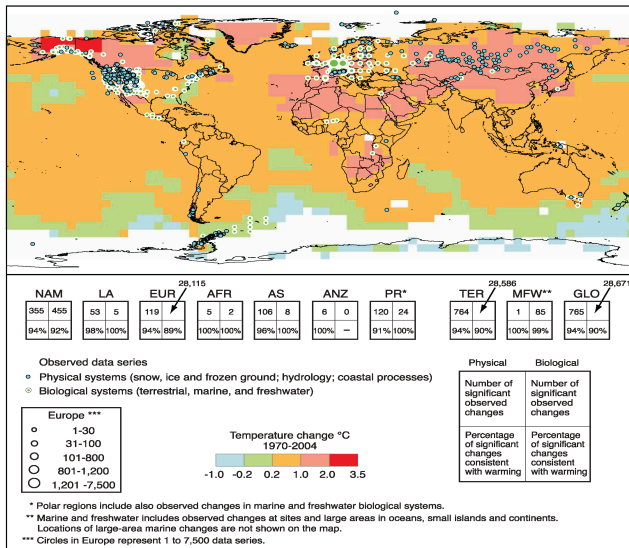 28,115
28,586
28,671
NAM LA EUR AFR AS ANZ PR* TER MFW** GLO
355 455 53 5 119 5 2 106 8 6 0 120 24 764 1 85 765
94% 92% 98% 100% 94% 89% 100% 100% 96% 100% 100% – 91% 100% 94% 90% 100% 99% 94% 90%
Observed data series
Physical systems (snow, ice and frozen ground; hydrology; coastal processes)
Biological systems (terrestrial, marine, and freshwater)
Europe ***
1-30
31-100
101-800
801-1,200
1,201 -7,500
Temperature change °C
1970-2004
-1.0 -0.2 0.2 1.0 2.0 3.5
Physical Biological
Number of significant observed changes
Number of significant observed changes
Percentage of significant changes consistent with warming
Percentage of significant changes consistent with warming
* Polar regions include also observed changes in marine and freshwater biological systems.
** Marine and freshwater includes observed changes at sites and large areas in oceans, small islands and continents.
Locations of large-area marine changes are not shown on the map.
*** Circles in Europe represent 1 to 7,500 data series.